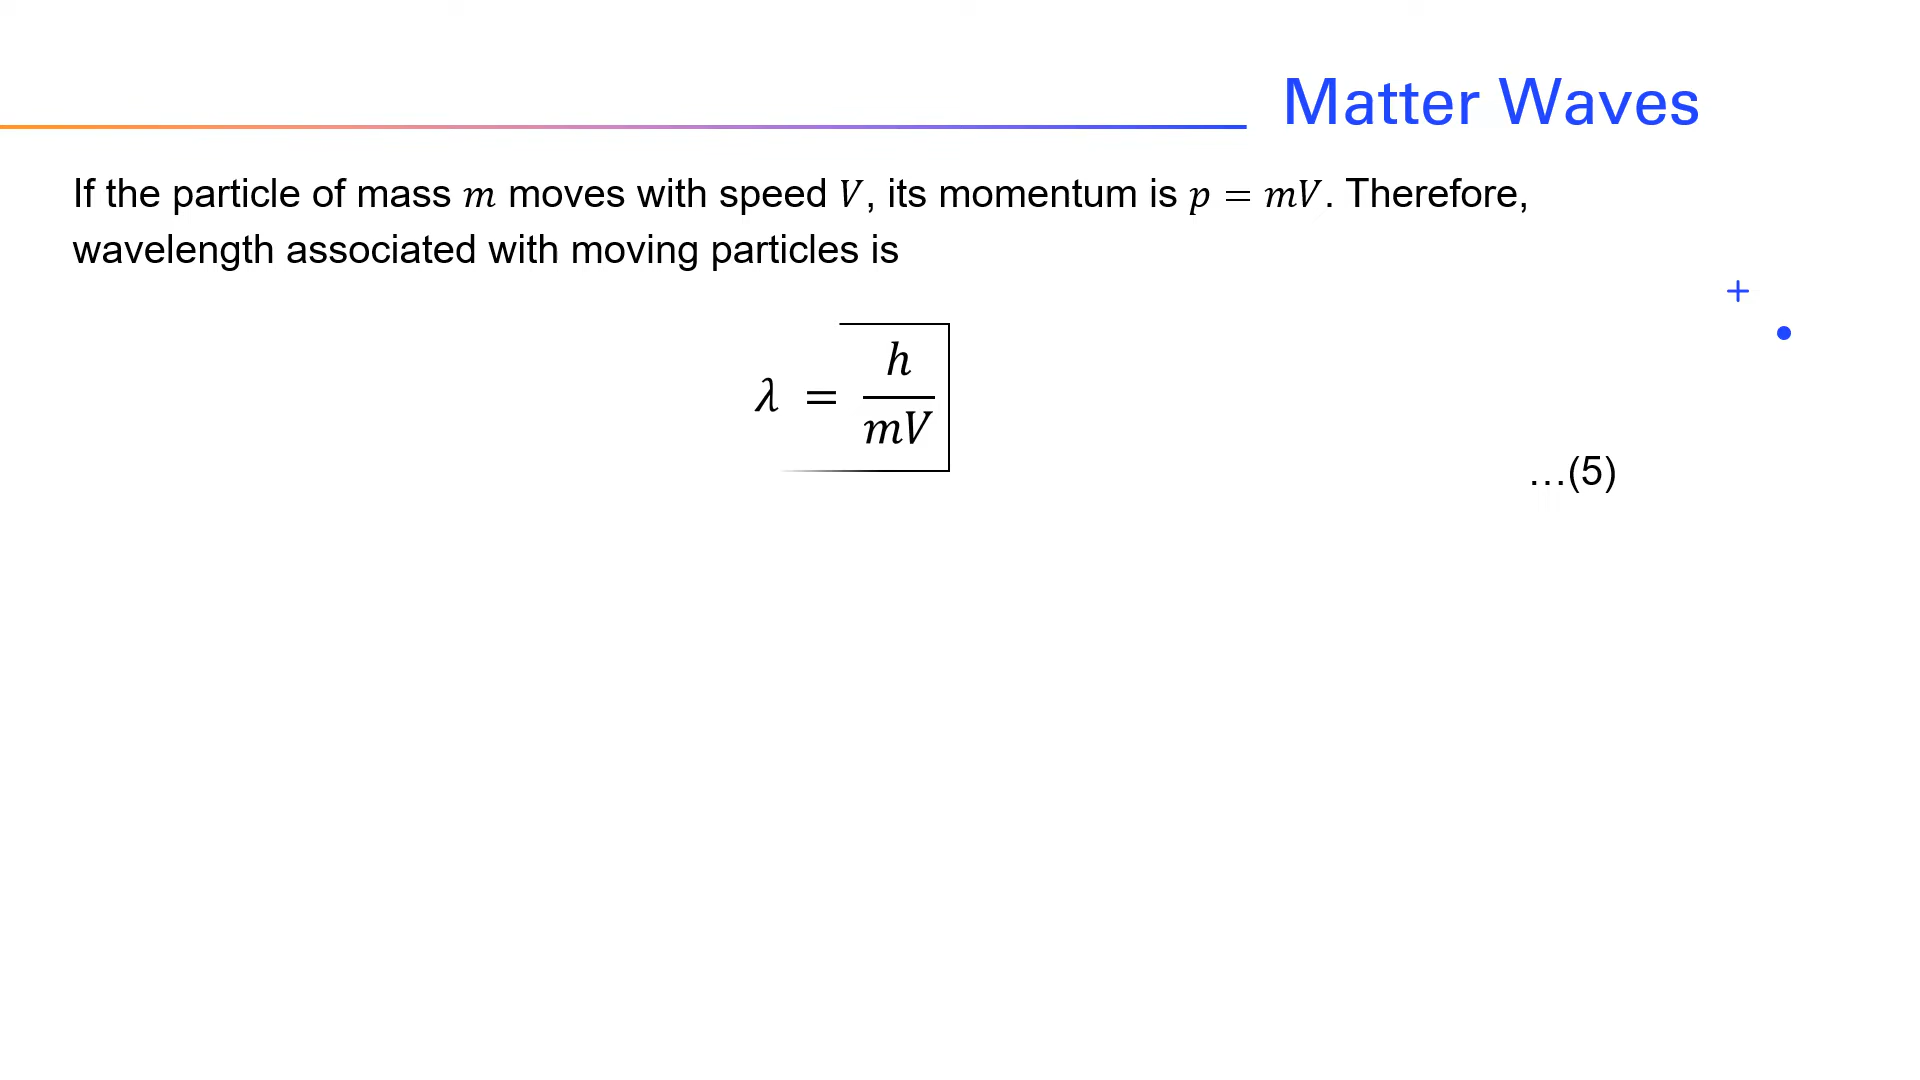 Matter Waves
If the particle of mass m moves with speed V, its momentum is p = mV. Therefore,
wavelength associated with moving particles is
λ = h/mV
…(5)